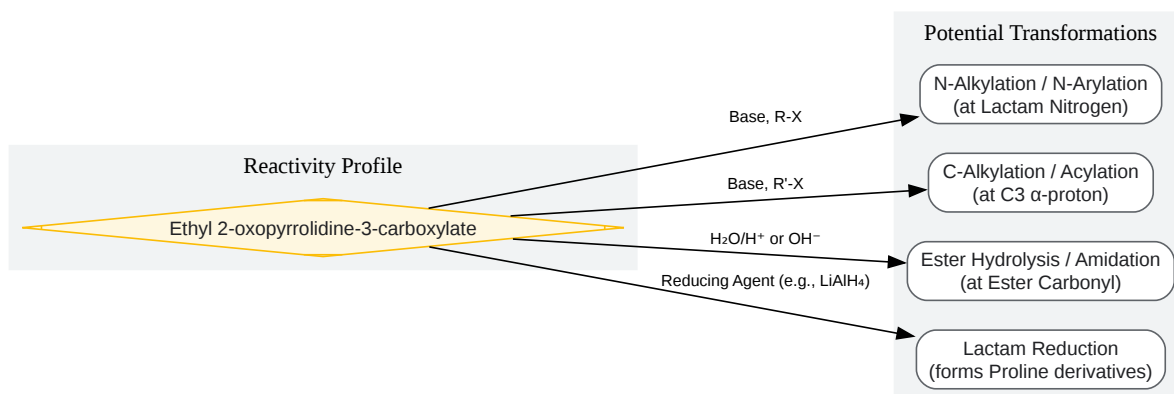 Potential Transformations
N-Alkylation / N-Arylation
(at Lactam Nitrogen)
Base, R-X
Reactivity Profile
C-Alkylation / Acylation
(at C3 α-proton)
Base, R'-X
Ethyl 2-oxopyrrolidine-3-carboxylate
H₂O/H⁺ or OH⁻
Ester Hydrolysis / Amidation
(at Ester Carbonyl)
Reducing Agent (e.g., LiAlH₄)
Lactam Reduction
(forms Proline derivatives)